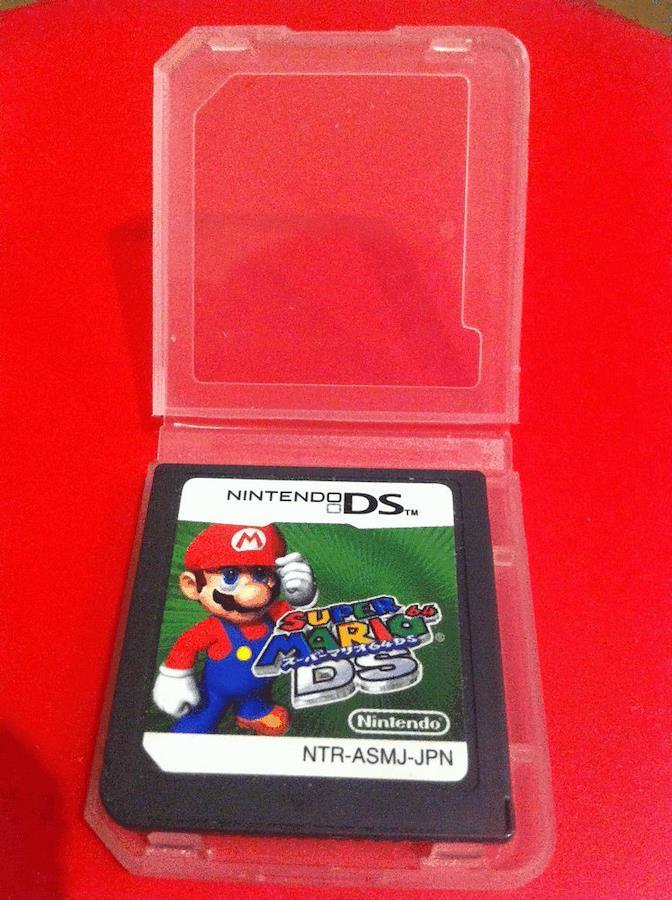 NINTENDO DS™
M
SUPER
MARIO 64®
スーパーマリオ64DS
DS
Nintendo®
NTR-ASMJ-JPN